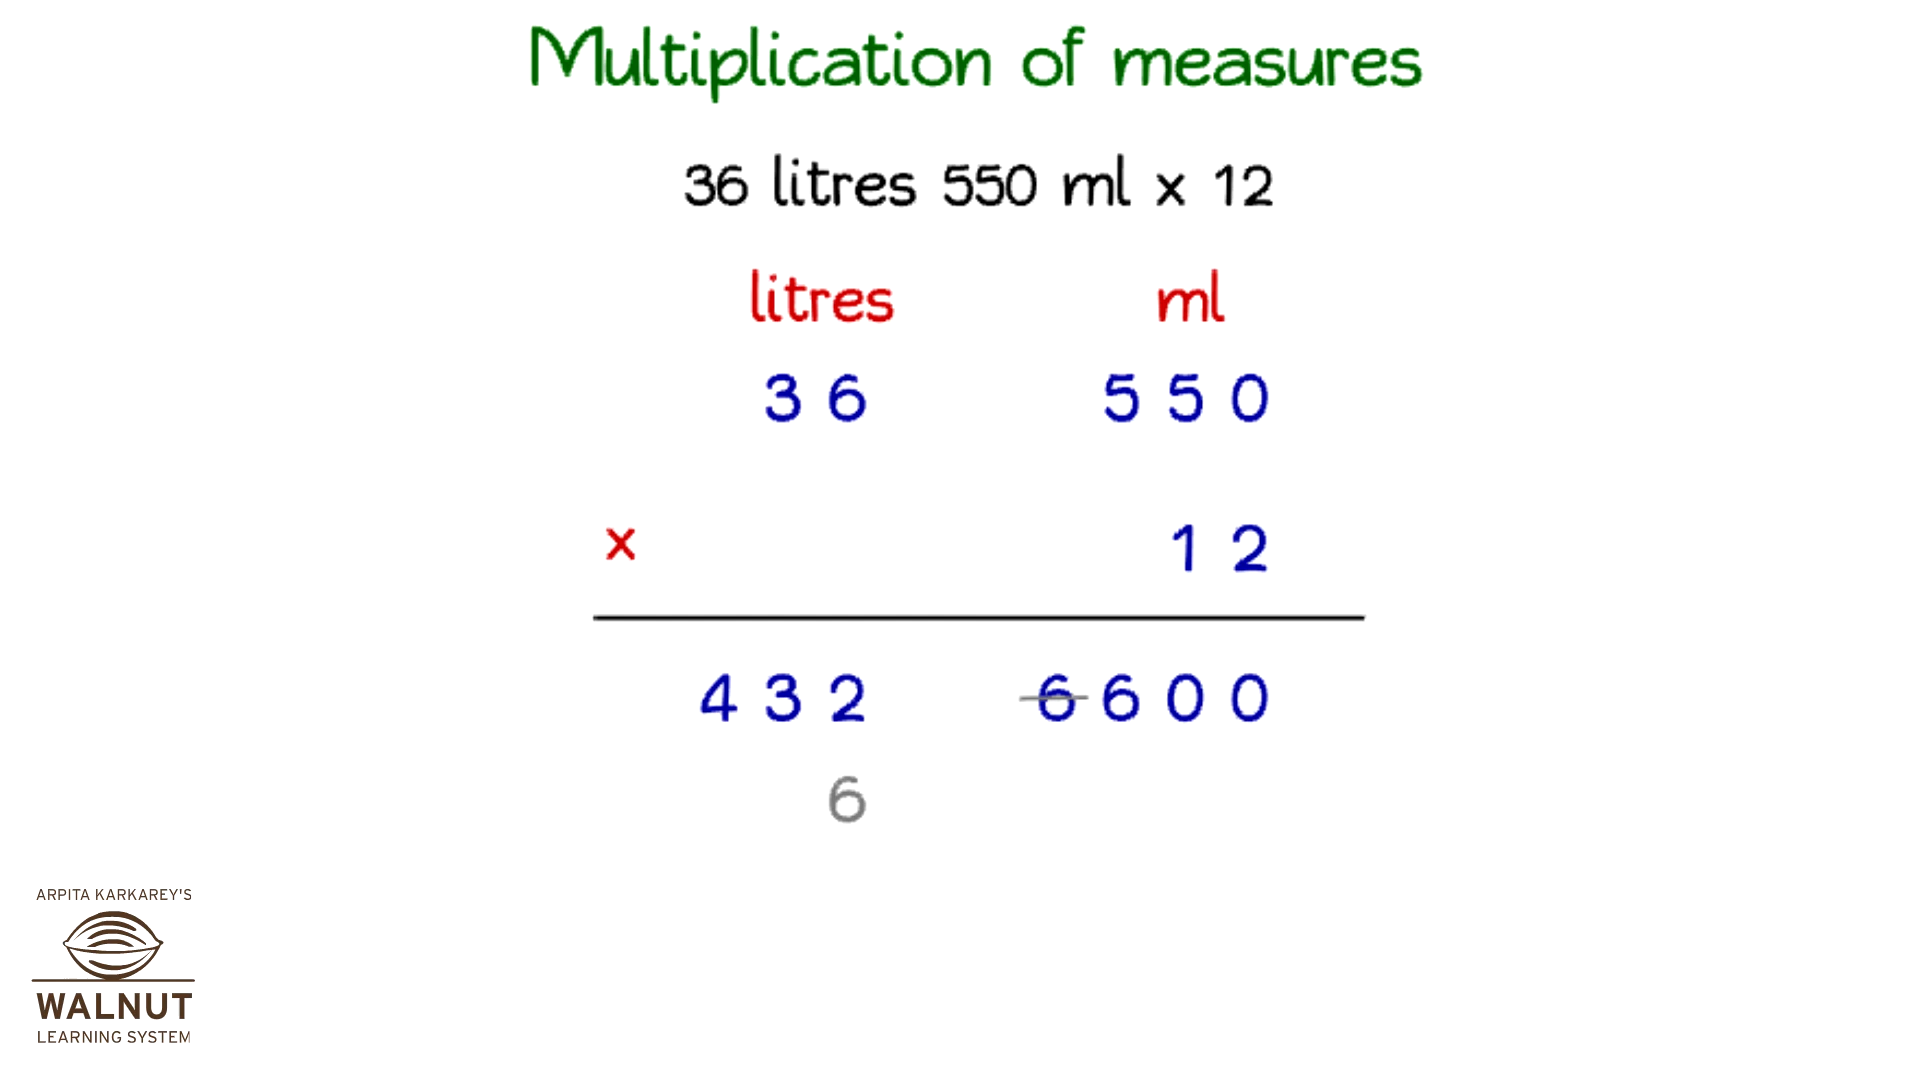 Multiplication of measures
36 litres 550 ml x 12
litres ml
3 6 5 5 0
x 1 2
4 3 2 6 6 0 0
6
ARPITA KARKAREY'S
WALNUT
LEARNING SYSTEM